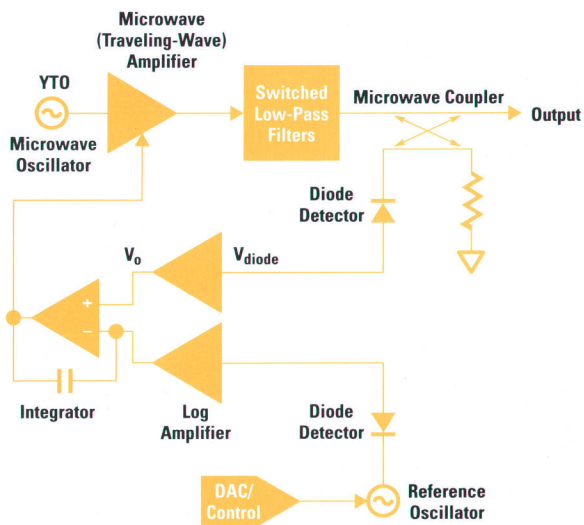 Microwave
(Traveling-Wave)
Amplifier
YTO
Microwave
Oscillator
Switched
Low-Pass
Filters
Microwave Coupler
Output
Diode
Detector
Vo
Vdiode
+
–
Integrator
Log
Amplifier
Diode
Detector
DAC/
Control
Reference
Oscillator